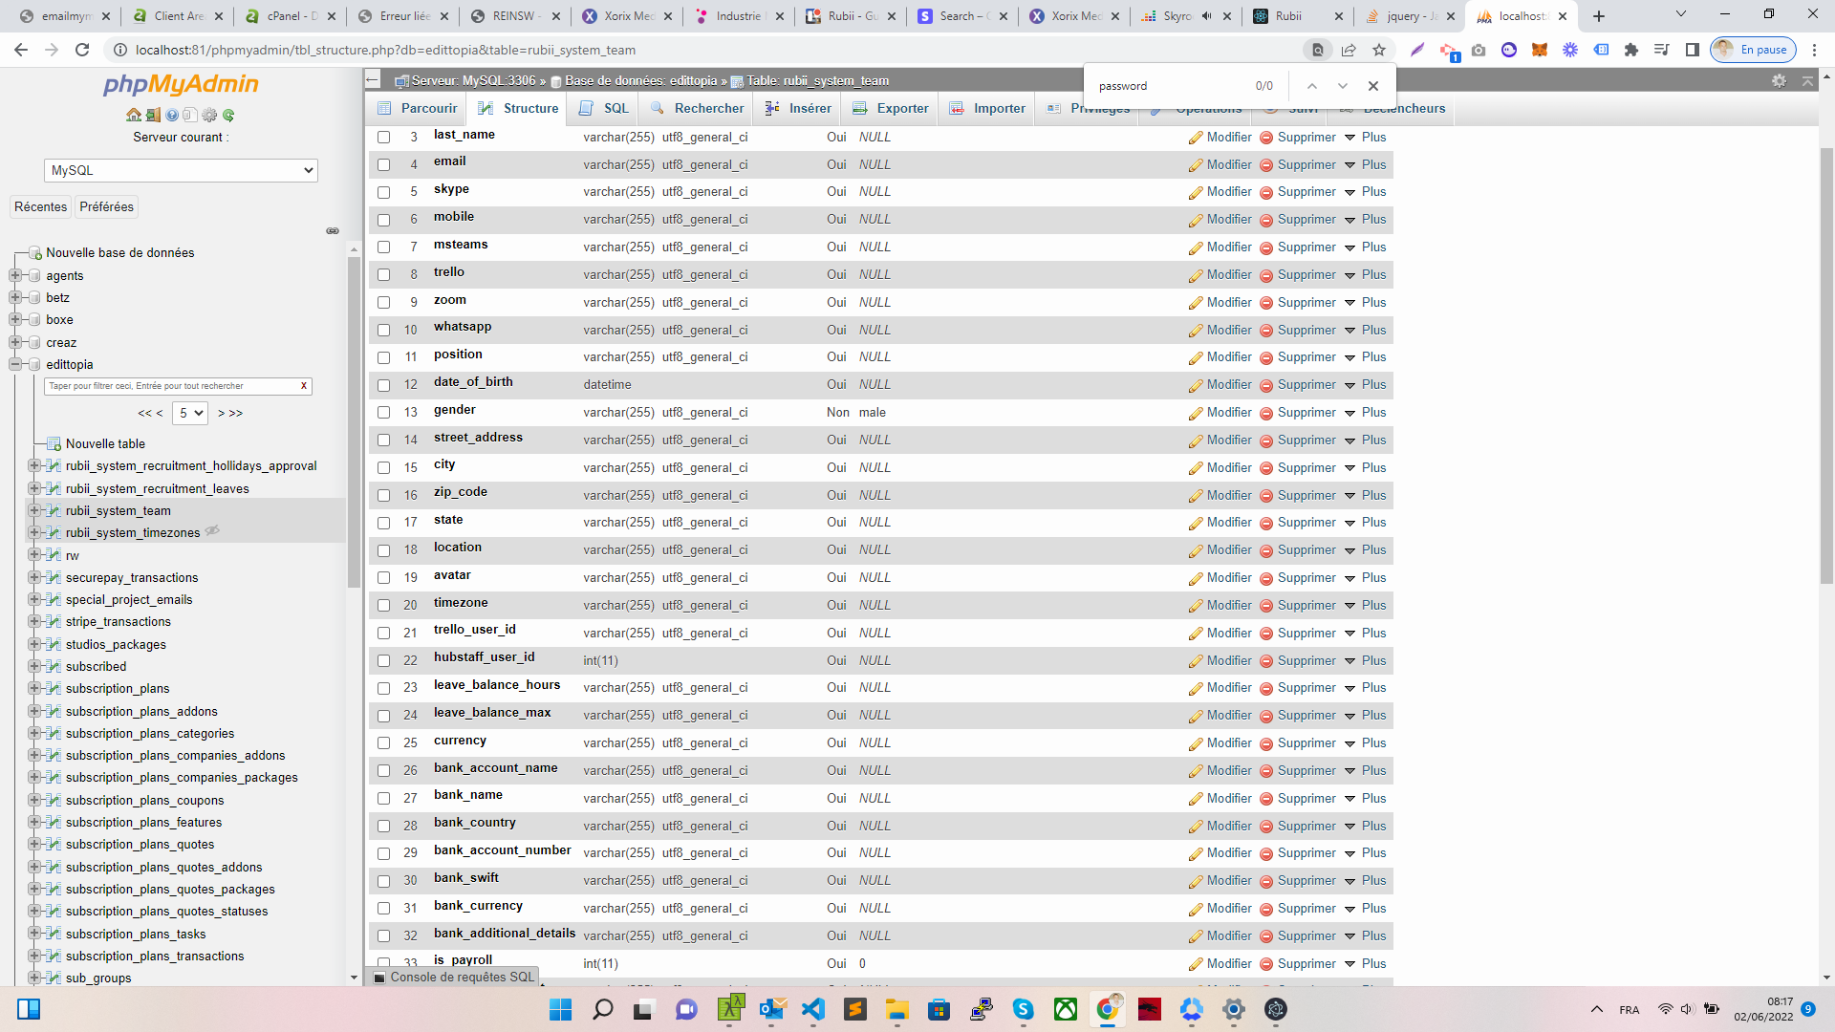 emailmym
Client Are
cPanel - D
Erreur liée
REINSW -
Xorix Med
Industrie
Rubii - Gu
Search – C
Xorix Med
Skyro
Rubii
jquery - Ja
localhost:
localhost:81/phpmyadmin/tbl_structure.php?db=edittopia&table=rubii_system_team
En pause
password 0/0
phpMyAdmin
Serveur courant :
MySQL
Récentes Préférées
Nouvelle base de données
agents
betz
boxe
creaz
edittopia
Taper pour filtrer ceci, Entrée pour tout rechercher X
<< < 5 > >>
Nouvelle table
rubii_system_recruitment_hollidays_approval
rubii_system_recruitment_leaves
rubii_system_team
rubii_system_timezones
rw
securepay_transactions
special_project_emails
stripe_transactions
studios_packages
subscribed
subscription_plans
subscription_plans_addons
subscription_plans_categories
subscription_plans_companies_addons
subscription_plans_companies_packages
subscription_plans_coupons
subscription_plans_features
subscription_plans_quotes
subscription_plans_quotes_addons
subscription_plans_quotes_packages
subscription_plans_quotes_statuses
subscription_plans_tasks
subscription_plans_transactions
sub_groups
Serveur: MySQL:3306 » Base de données: edittopia » Table: rubii_system_team
Parcourir Structure SQL Rechercher Insérer Exporter Importer Privilèges Opérations Suivi Déclencheurs
3 last_name varchar(255) utf8_general_ci Oui NULL Modifier Supprimer Plus
4 email varchar(255) utf8_general_ci Oui NULL Modifier Supprimer Plus
5 skype varchar(255) utf8_general_ci Oui NULL Modifier Supprimer Plus
6 mobile varchar(255) utf8_general_ci Oui NULL Modifier Supprimer Plus
7 msteams varchar(255) utf8_general_ci Oui NULL Modifier Supprimer Plus
8 trello varchar(255) utf8_general_ci Oui NULL Modifier Supprimer Plus
9 zoom varchar(255) utf8_general_ci Oui NULL Modifier Supprimer Plus
10 whatsapp varchar(255) utf8_general_ci Oui NULL Modifier Supprimer Plus
11 position varchar(255) utf8_general_ci Oui NULL Modifier Supprimer Plus
12 date_of_birth datetime Oui NULL Modifier Supprimer Plus
13 gender varchar(255) utf8_general_ci Non male Modifier Supprimer Plus
14 street_address varchar(255) utf8_general_ci Oui NULL Modifier Supprimer Plus
15 city varchar(255) utf8_general_ci Oui NULL Modifier Supprimer Plus
16 zip_code varchar(255) utf8_general_ci Oui NULL Modifier Supprimer Plus
17 state varchar(255) utf8_general_ci Oui NULL Modifier Supprimer Plus
18 location varchar(255) utf8_general_ci Oui NULL Modifier Supprimer Plus
19 avatar varchar(255) utf8_general_ci Oui NULL Modifier Supprimer Plus
20 timezone varchar(255) utf8_general_ci Oui NULL Modifier Supprimer Plus
21 trello_user_id varchar(255) utf8_general_ci Oui NULL Modifier Supprimer Plus
22 hubstaff_user_id int(11) Oui NULL Modifier Supprimer Plus
23 leave_balance_hours varchar(255) utf8_general_ci Oui NULL Modifier Supprimer Plus
24 leave_balance_max varchar(255) utf8_general_ci Oui NULL Modifier Supprimer Plus
25 currency varchar(255) utf8_general_ci Oui NULL Modifier Supprimer Plus
26 bank_account_name varchar(255) utf8_general_ci Oui NULL Modifier Supprimer Plus
27 bank_name varchar(255) utf8_general_ci Oui NULL Modifier Supprimer Plus
28 bank_country varchar(255) utf8_general_ci Oui NULL Modifier Supprimer Plus
29 bank_account_number varchar(255) utf8_general_ci Oui NULL Modifier Supprimer Plus
30 bank_swift varchar(255) utf8_general_ci Oui NULL Modifier Supprimer Plus
31 bank_currency varchar(255) utf8_general_ci Oui NULL Modifier Supprimer Plus
32 bank_additional_details varchar(255) utf8_general_ci Oui NULL Modifier Supprimer Plus
33 is_payroll int(11) Oui 0 Modifier Supprimer Plus
Console de requêtes SQL
FRA
08:17
02/06/2022
9